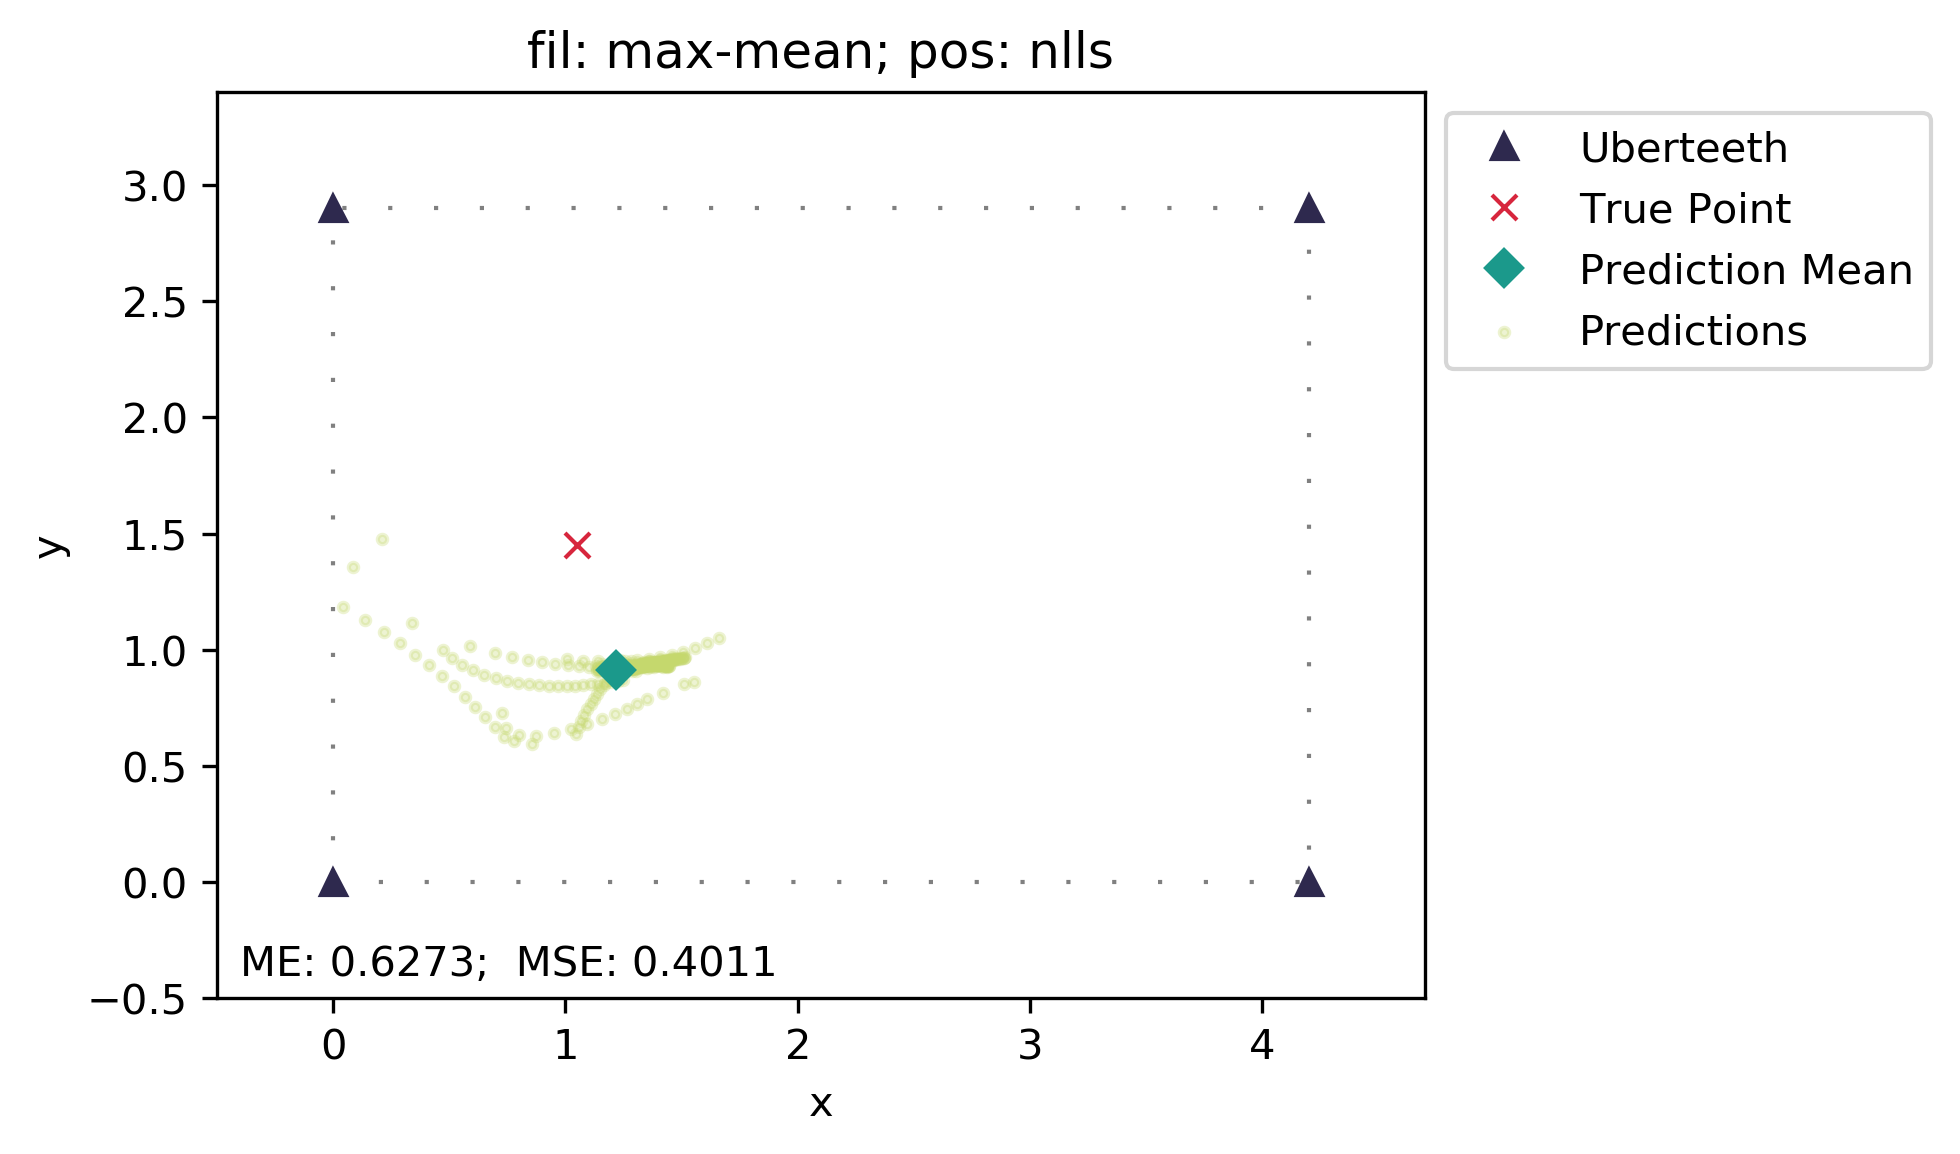 fil: max-mean; pos: nlls
Uberteeth
True Point
Prediction Mean
Predictions
3.0
2.5
2.0
1.5
1.0
0.5
0.0
−0.5
y
ME: 0.6273;  MSE: 0.4011
0 1 2 3 4
x